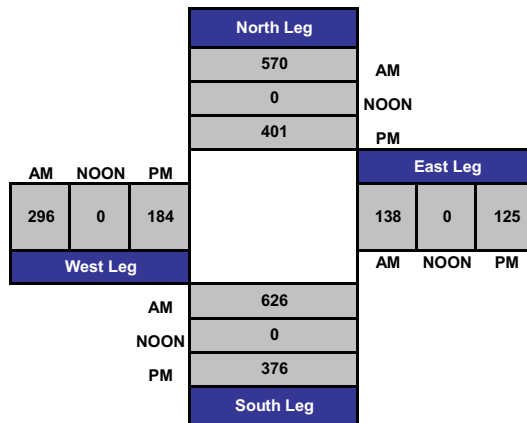 North Leg
570 AM
0 NOON
401 PM
AM NOON PM
East Leg
296 0 184
138 0 125
West Leg
AM NOON PM
AM 626
NOON 0
PM 376
South Leg